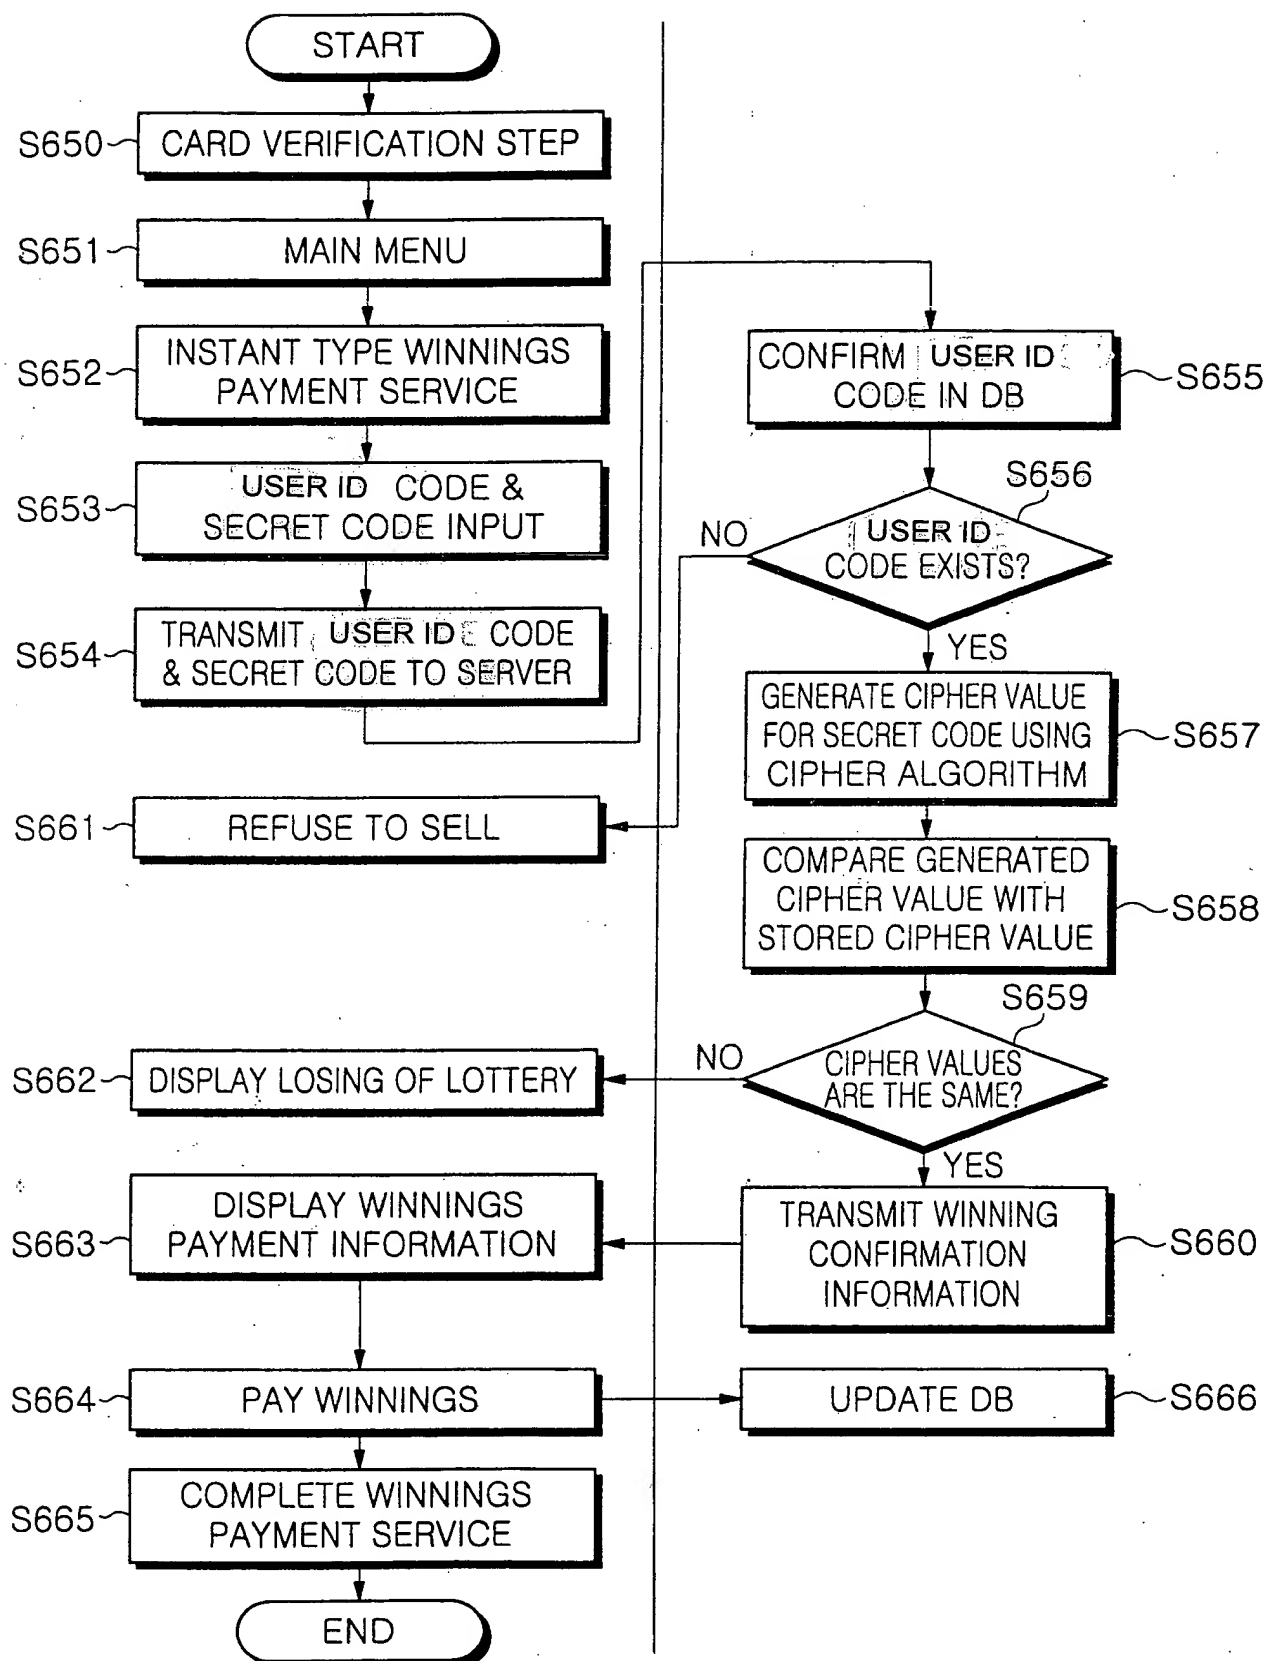 START
S650
CARD VERIFICATION STEP
S651
MAIN MENU
S652
INSTANT TYPE WINNINGS
PAYMENT SERVICE
S653
USER ID CODE &
SECRET CODE INPUT
S654
TRANSMIT USER ID CODE
& SECRET CODE TO SERVER
CONFIRM USER ID
CODE IN DB
S655
S656
USER ID
CODE EXISTS?
NO
YES
GENERATE CIPHER VALUE
FOR SECRET CODE USING
CIPHER ALGORITHM
S657
S661
REFUSE TO SELL
COMPARE GENERATED
CIPHER VALUE WITH
STORED CIPHER VALUE
S658
S659
CIPHER VALUES
ARE THE SAME?
NO
YES
S662
DISPLAY LOSING OF LOTTERY
TRANSMIT WINNING
CONFIRMATION
INFORMATION
S660
S663
DISPLAY WINNINGS
PAYMENT INFORMATION
S664
PAY WINNINGS
UPDATE DB
S666
S665
COMPLETE WINNINGS
PAYMENT SERVICE
END